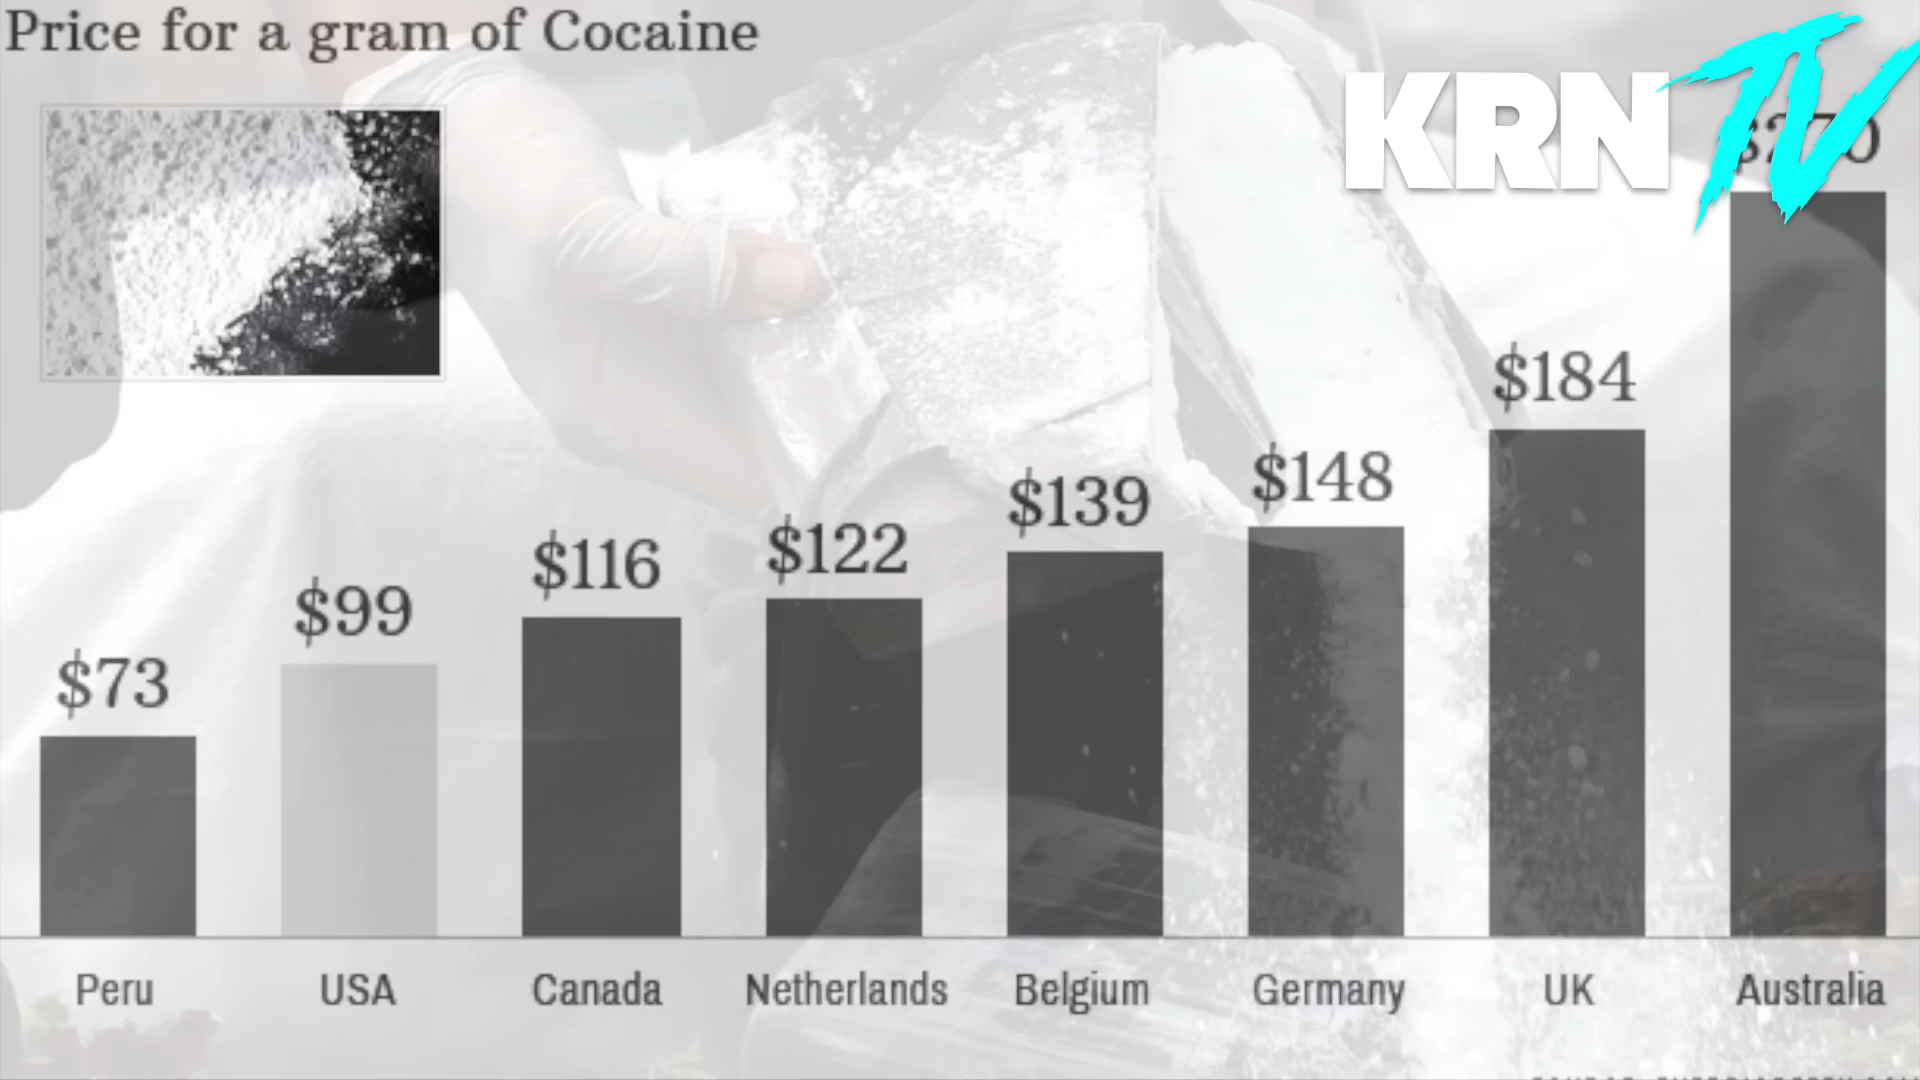 Price for a gram of Cocaine
KRN TV
$184
$148
$139
$122
$116
$99
$73
Peru USA Canada Netherlands Belgium Germany UK Australia